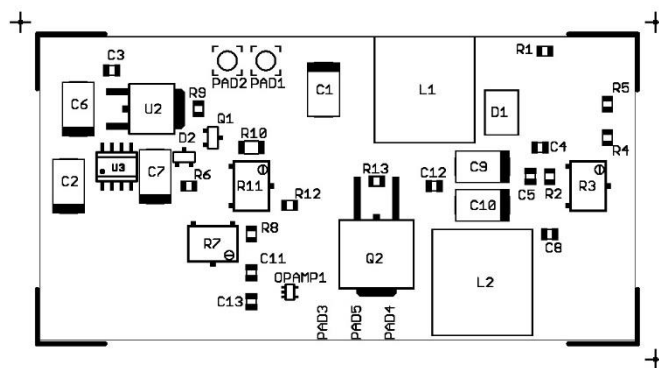 R1
C3
PAD2
PAD1
C1
L1
D1
R5
C6
U2
R9
Q1
R4
D2
R10
C4
U3
C7
R6
R11
R13
C12
C9
C5
R2
R3
C2
R12
C10
R7
R8
C8
C11
OPAMP1
Q2
L2
C13
PAD3
PAD5
PAD4